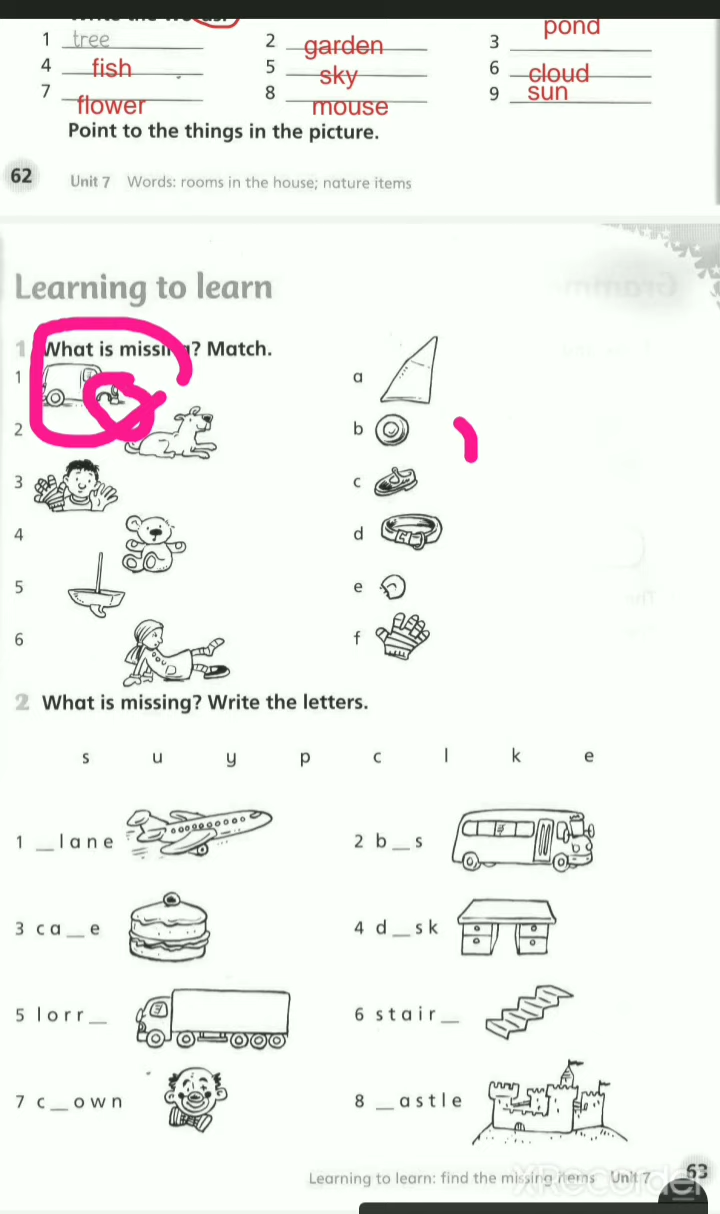 1 tree 2 garden 3 pond
4 fish 5 sky 6 cloud
7 flower 8 mouse 9 sun
Point to the things in the picture.
62 Unit 7 Words: rooms in the house; nature items
Learning to learn
1 What is missing? Match.
1 a
2 b
3 c
4 d
5 e
6 f
2 What is missing? Write the letters.
s u y p c l k e
1 _lane 2 b_s
3 ca_e 4 d_sk
5 lorr_ 6 stair_
7 c_own 8 _astle
Learning to learn: find the missing items Unit 7 63
XRecorder